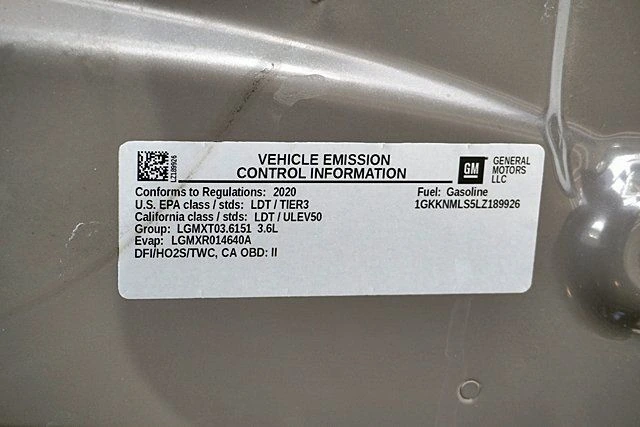 LZ189926
VEHICLE EMISSION
CONTROL INFORMATION
GM
GENERAL
MOTORS
LLC
Conforms to Regulations: 2020
Fuel: Gasoline
U.S. EPA class / stds: LDT / TIER3
1GKKNMLS5LZ189926
California class / stds: LDT / ULEV50
Group: LGMXT03.6151 3.6L
Evap: LGMXR014640A
DFI/HO2S/TWC, CA OBD: II